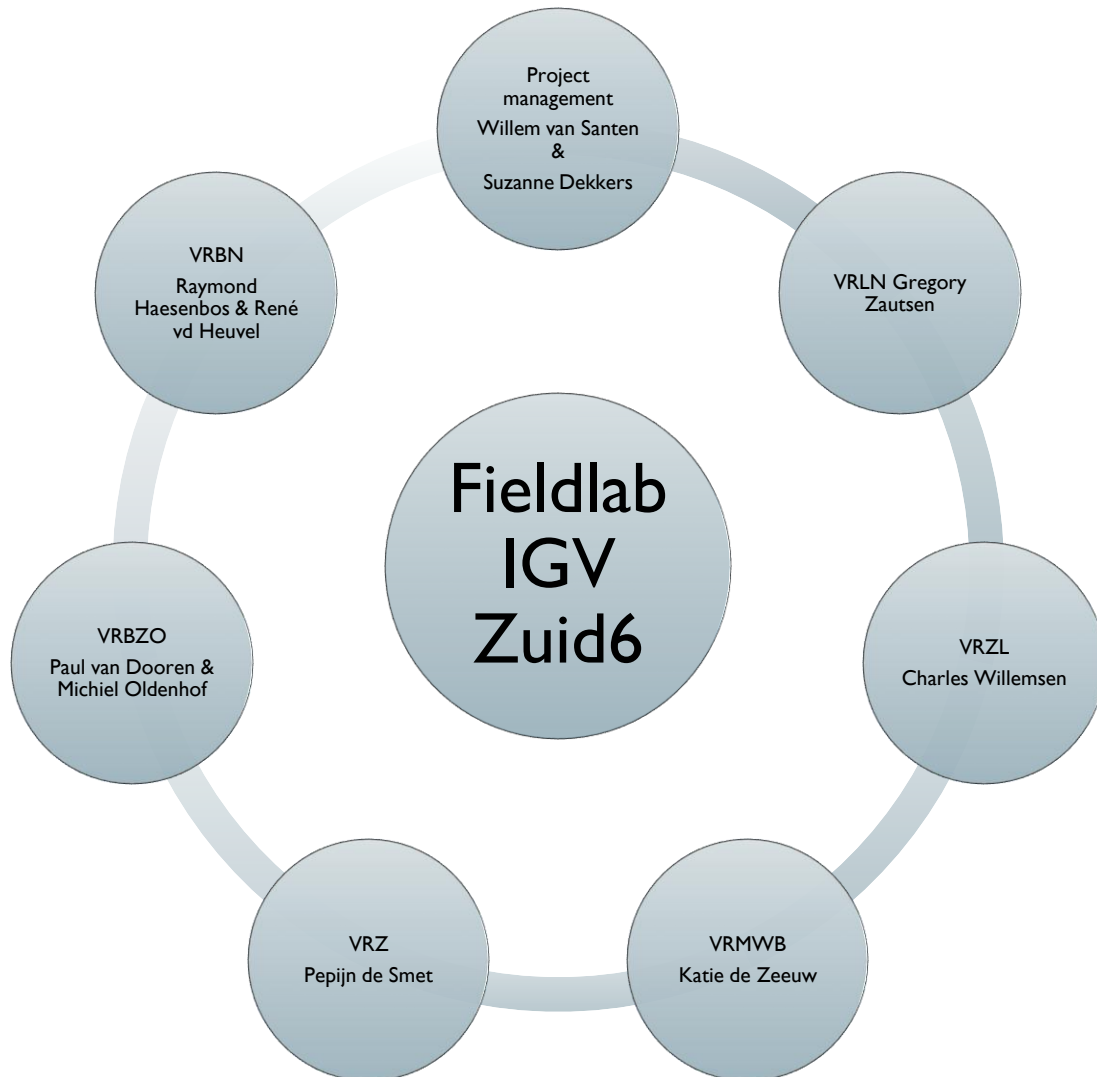 Project
management
Willem van Santen
&
Suzanne Dekkers
VRLN Gregory
Zautsen
VRZL
Charles Willemsen
VRMWB
Katie de Zeeuw
VRZ
Pepijn de Smet
VRBZO
Paul van Dooren &
Michiel Oldenhof
VRBN
Raymond
Haesenbos & René
vd Heuvel
Fieldlab
IGV
Zuid6